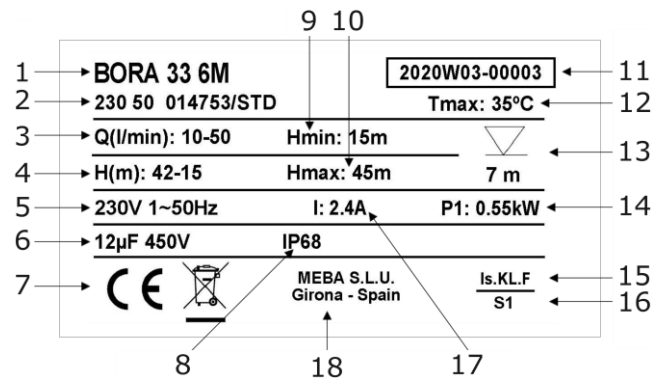 9 10
1 BORA 33 6M 2020W03-00003 11
2 230 50 014753/STD Tmax: 35ºC 12
3 Q(l/min): 10-50 Hmin: 15m
13
4 H(m): 42-15 Hmax: 45m 7 m
5 230V 1~50Hz I: 2.4A P1: 0.55kW 14
6 12µF 450V IP68
7 CE MEBA S.L.U. Is.KL.F 15
Girona - Spain S1 16
8 18 17